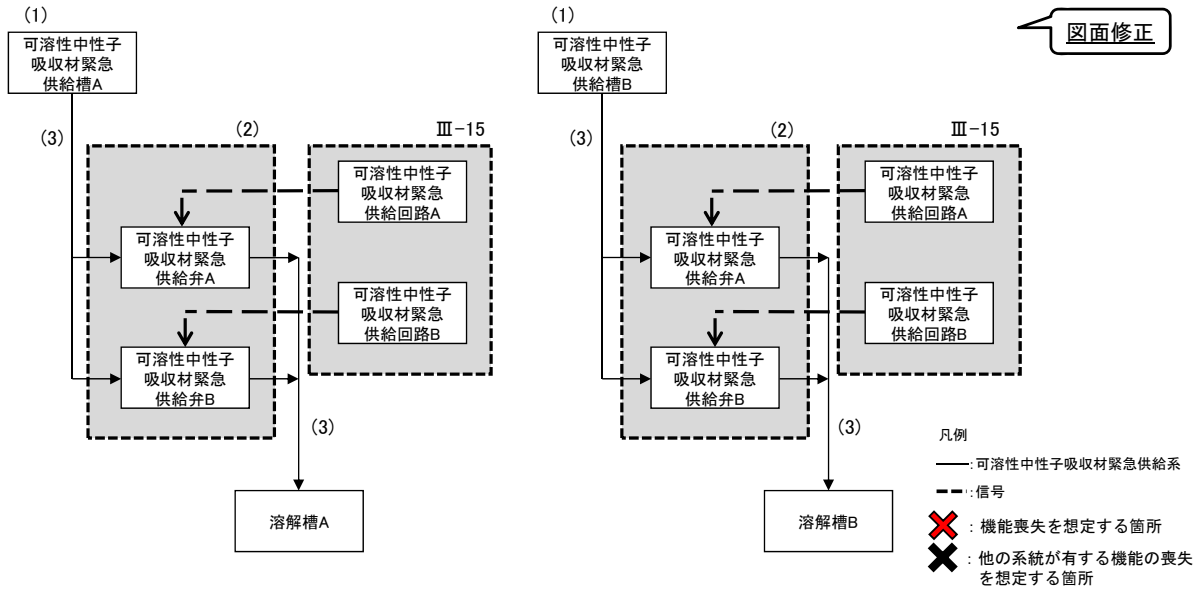 (1)
可溶性中性子
吸収材緊急
供給槽A
(3)
(2)
Ⅲ-15
可溶性中性子
吸収材緊急
供給回路A
可溶性中性子
吸収材緊急
供給弁A
可溶性中性子
吸収材緊急
供給回路B
可溶性中性子
吸収材緊急
供給弁B
(3)
溶解槽A
(1)
可溶性中性子
吸収材緊急
供給槽B
(3)
(2)
Ⅲ-15
可溶性中性子
吸収材緊急
供給回路A
可溶性中性子
吸収材緊急
供給弁A
可溶性中性子
吸収材緊急
供給回路B
可溶性中性子
吸収材緊急
供給弁B
(3)
溶解槽B
図面修正
凡例
:可溶性中性子吸収材緊急供給系
:信号
:機能喪失を想定する箇所
:他の系統が有する機能の喪失
を想定する箇所